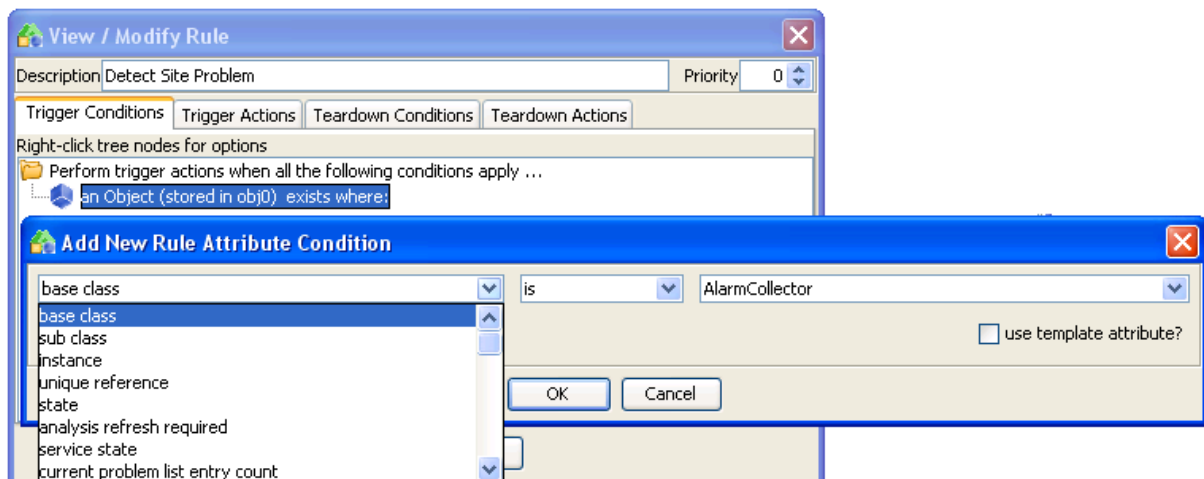 View / Modify Rule
Description Detect Site Problem Priority 0
Trigger Conditions Trigger Actions Teardown Conditions Teardown Actions
Right-click tree nodes for options
Perform trigger actions when all the following conditions apply ...
an Object (stored in obj0) exists where:
Add New Rule Attribute Condition
base class is AlarmCollector
base class
sub class
use template attribute?
instance
unique reference
state
OK Cancel
analysis refresh required
service state
current problem list entry count